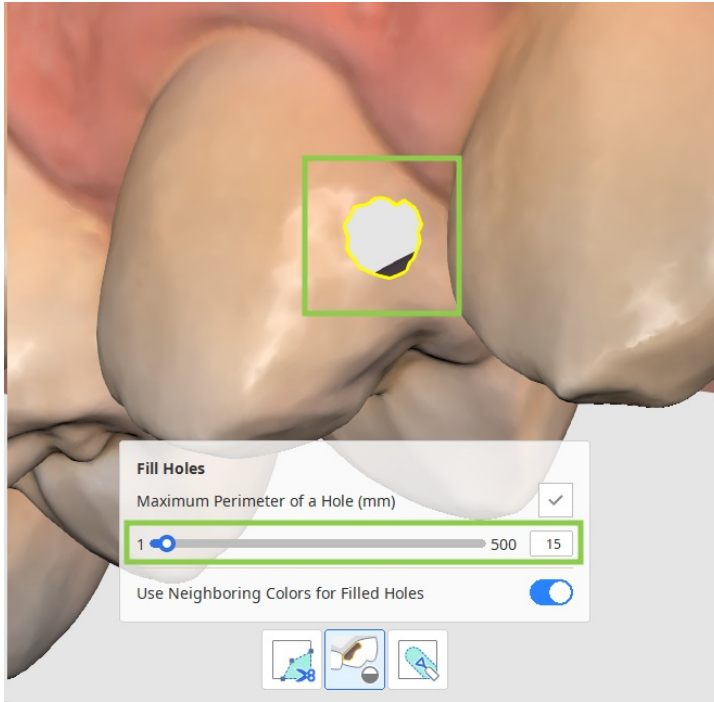 Fill Holes
Maximum Perimeter of a Hole (mm)
1 500 15
Use Neighboring Colors for Filled Holes